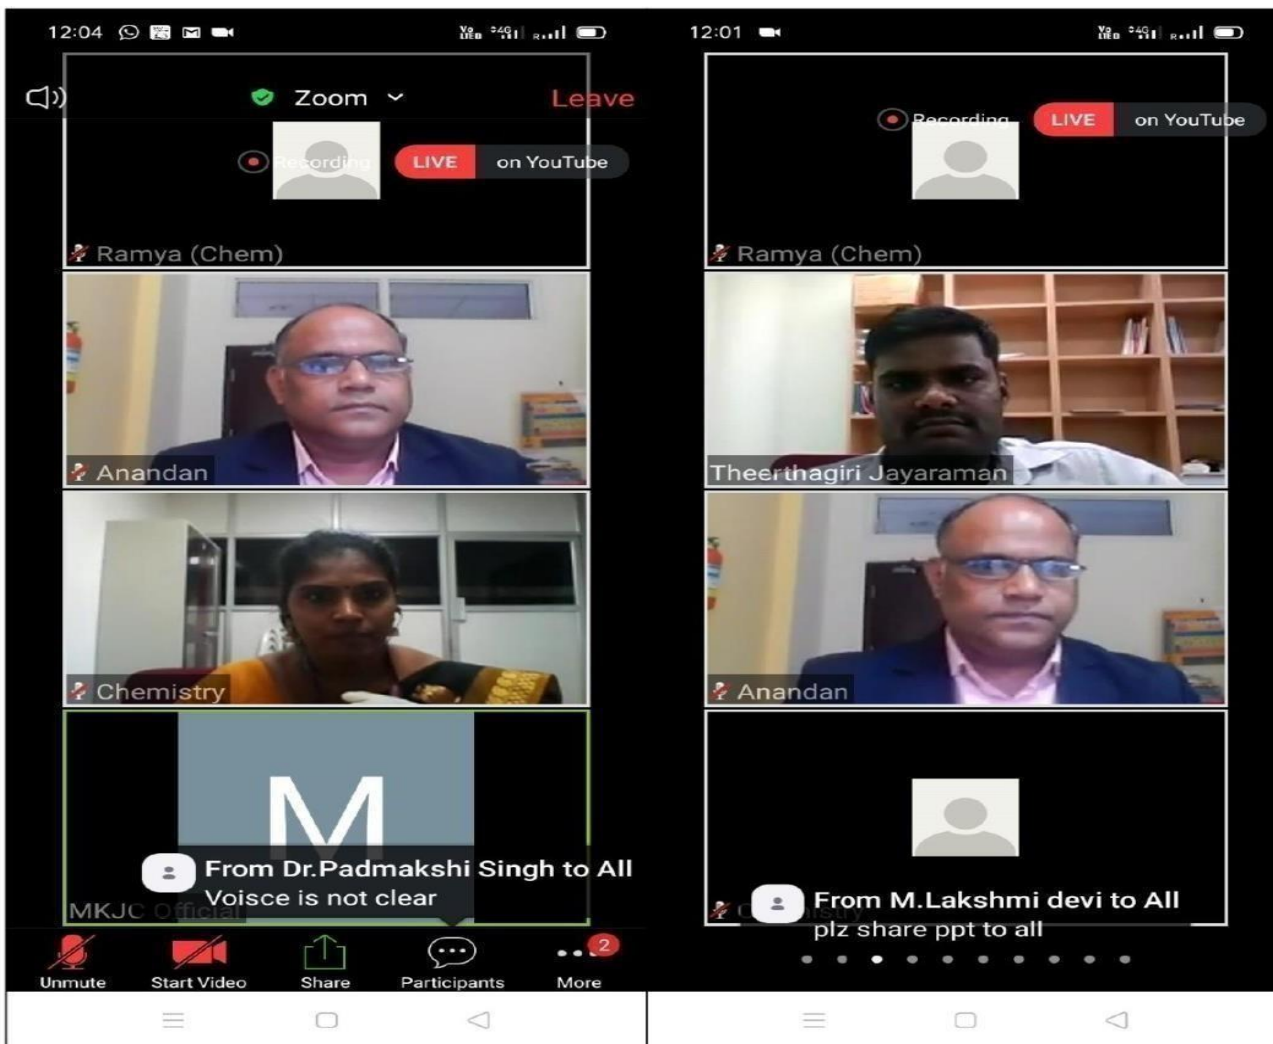 12:04
Zoom
Leave
Recording
LIVE on YouTube
Ramya (Chem)
Anandan
Chemistry
M
From Dr.Padmakshi Singh to All
Voisce is not clear
MKJC Official
2
Unmute Start Video Share Participants More
12:01
Recording
LIVE on YouTube
Ramya (Chem)
Theerthagiri Jayaraman
Anandan
From M.Lakshmi devi to All
plz share ppt to all